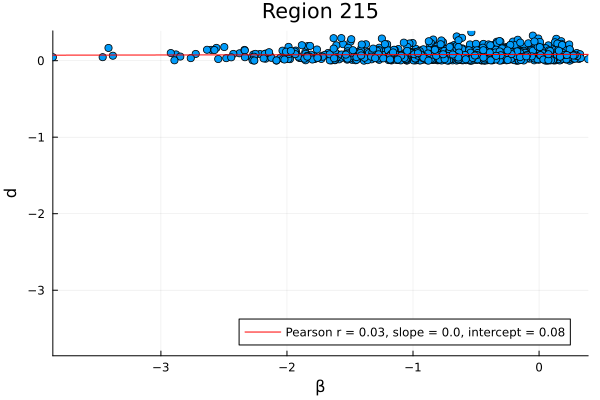 Region 215
d
0
−1
−2
−3
Pearson r = 0.03, slope = 0.0, intercept = 0.08
−3
−2
−1
0
β